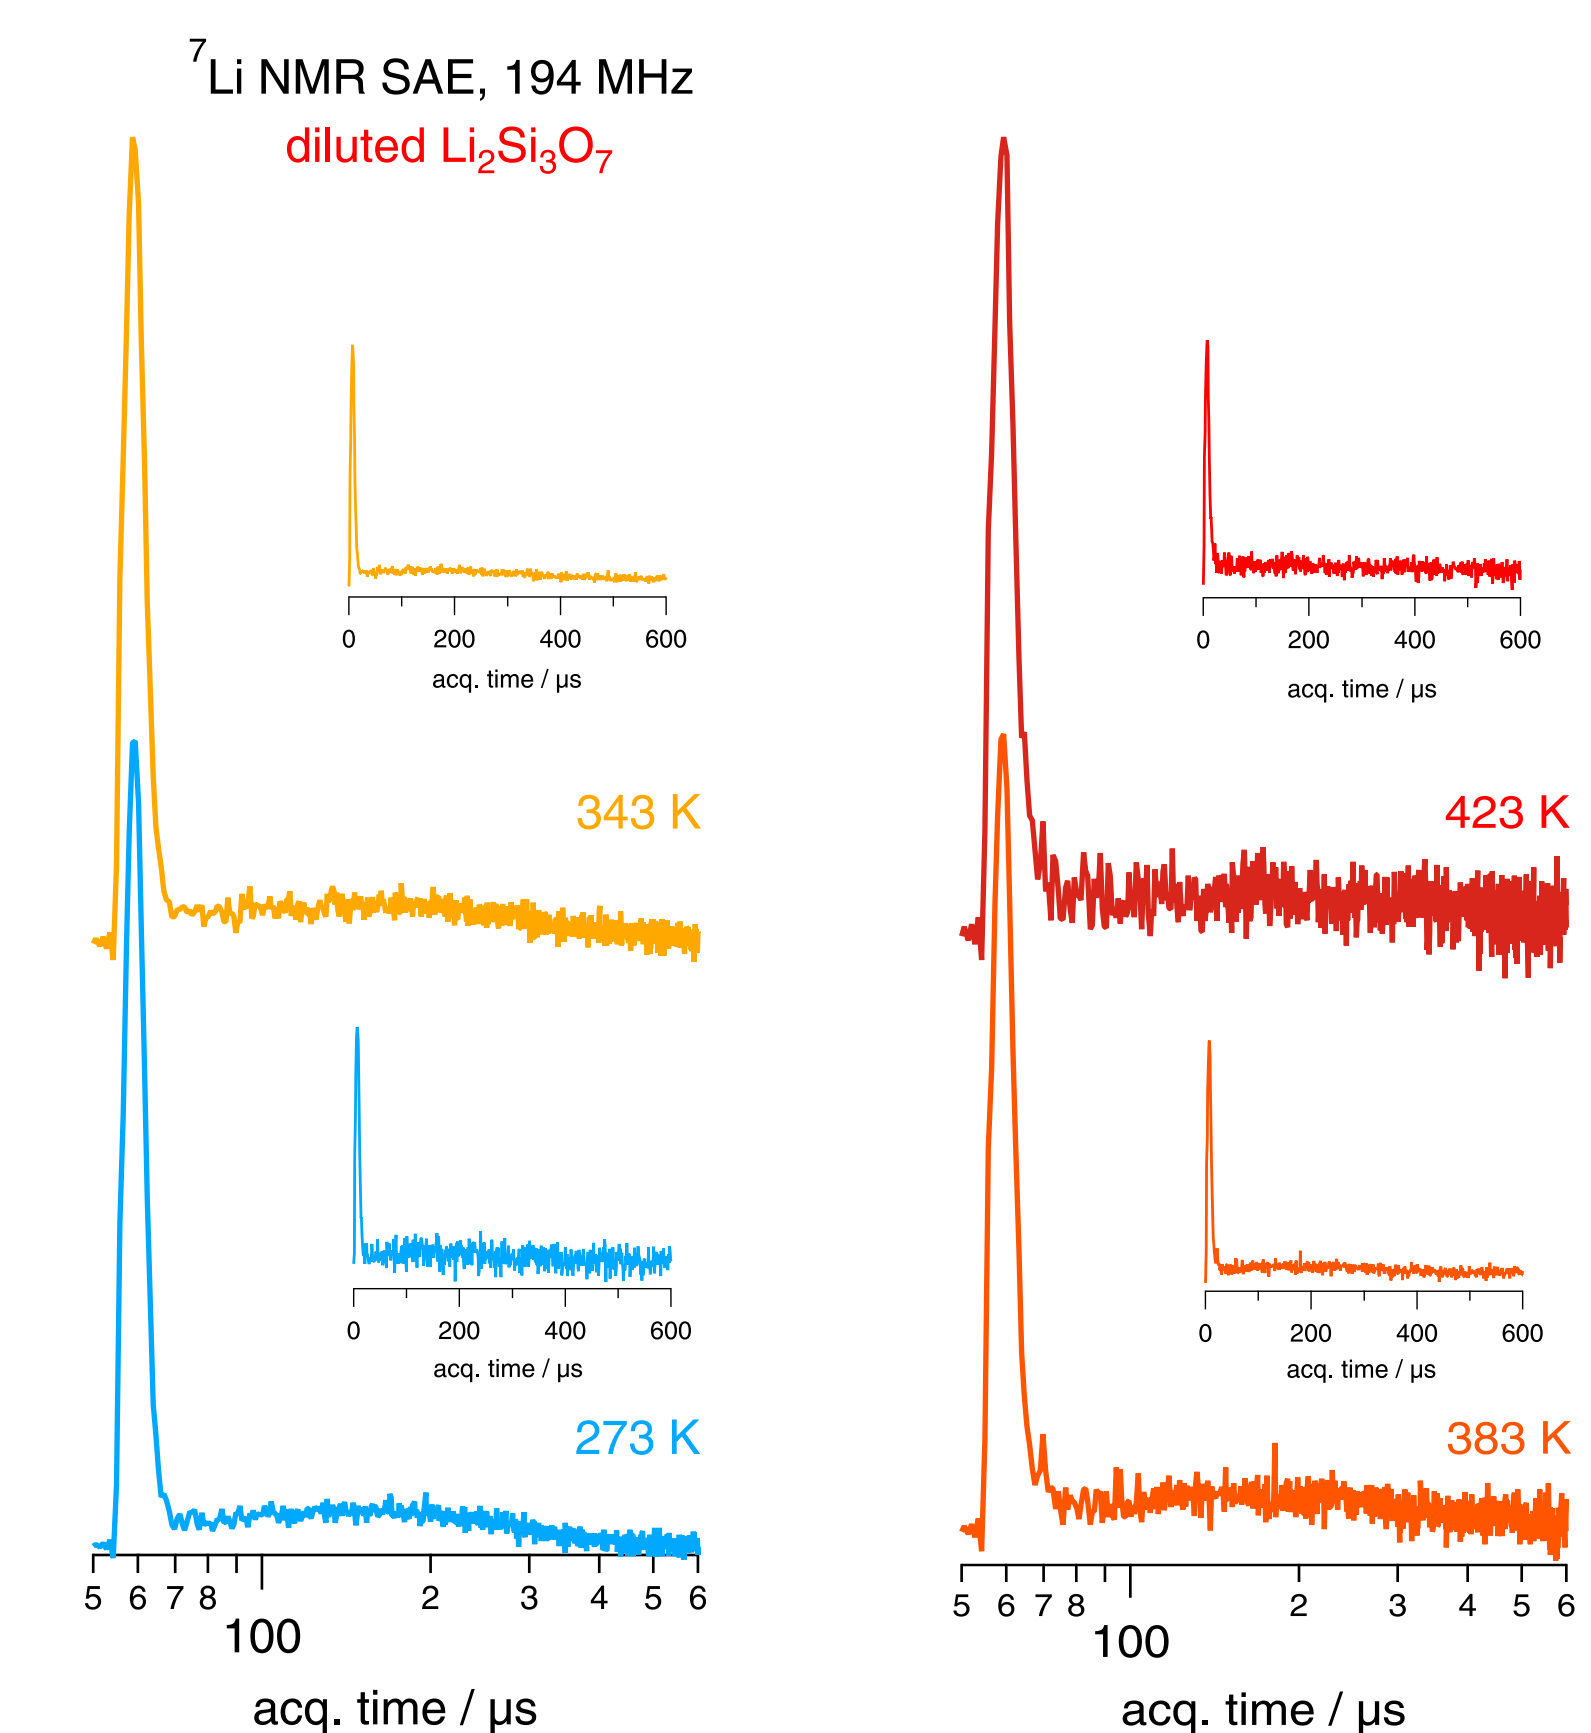 ⁷Li NMR SAE, 194 MHz
diluted Li₂Si₃O₇
0 200 400 600
acq. time / µs
343 K
0 200 400 600
acq. time / µs
273 K
5 6 7 8 2 3 4 5 6
100
acq. time / µs
0 200 400 600
acq. time / µs
423 K
0 200 400 600
acq. time / µs
383 K
5 6 7 8 2 3 4 5 6
100
acq. time / µs